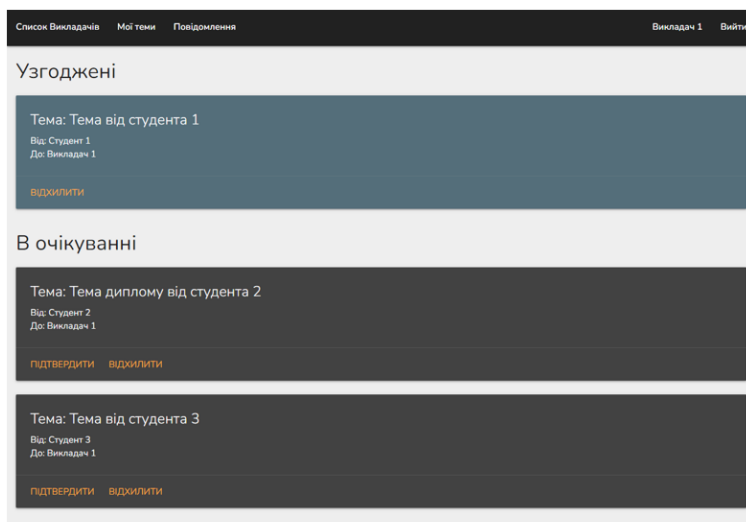 Список Викладачів Мої теми Повідомлення Викладач 1 Вийти
Узгоджені
Тема: Тема від студента 1
Від: Студент 1
До: Викладач 1
ВІДХИЛИТИ
В очікуванні
Тема: Тема диплому від студента 2
Від: Студент 2
До: Викладач 1
ПІДТВЕРДИТИ ВІДХИЛИТИ
Тема: Тема від студента 3
Від: Студент 3
До: Викладач 1
ПІДТВЕРДИТИ ВІДХИЛИТИ